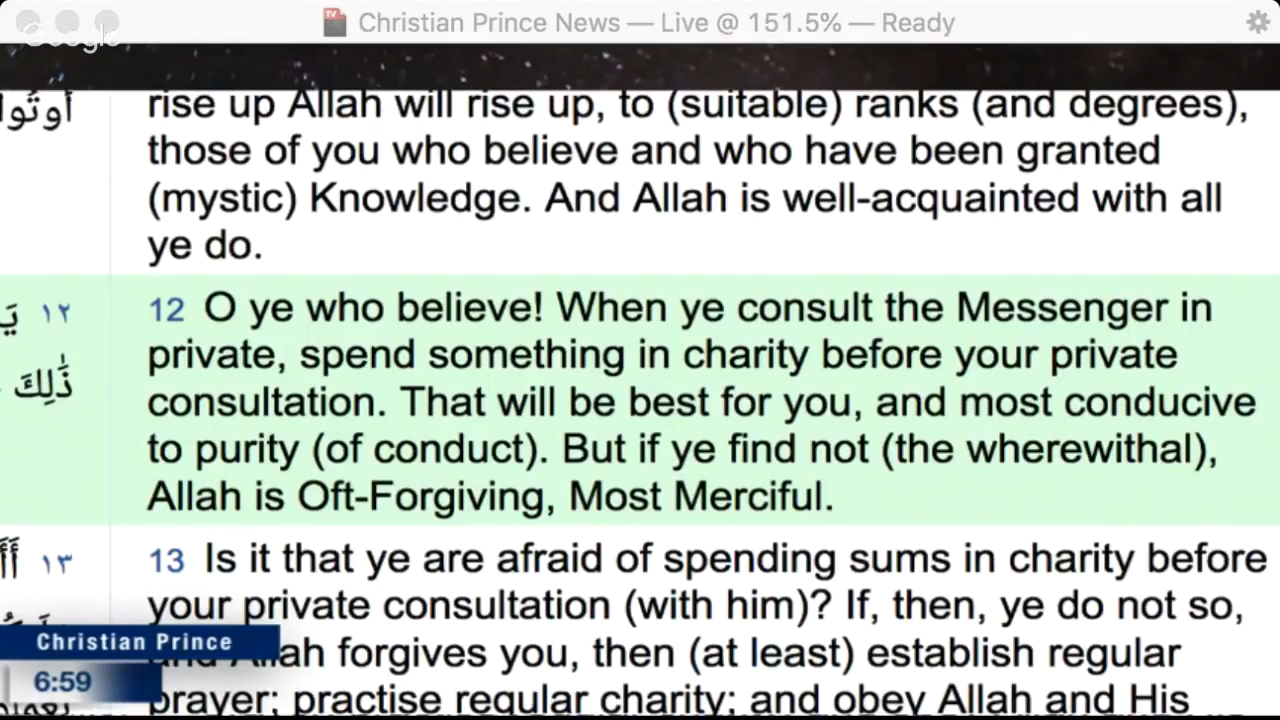 Christian Prince News — Live @ 151.5% — Ready
Google
rise up Allah will rise up, to (suitable) ranks (and degrees),
those of you who believe and who have been granted
(mystic) Knowledge. And Allah is well-acquainted with all
ye do.
أُوتُوا
12 O ye who believe! When ye consult the Messenger in
private, spend something in charity before your private
consultation. That will be best for you, and most conducive
to purity (of conduct). But if ye find not (the wherewithal),
Allah is Oft-Forgiving, Most Merciful.
١٢
ذَٰلِكَ
13 Is it that ye are afraid of spending sums in charity before
your private consultation (with him)? If, then, ye do not so,
and Allah forgives you, then (at least) establish regular
prayer; practise regular charity; and obey Allah and His
١٣
Christian Prince
6:59